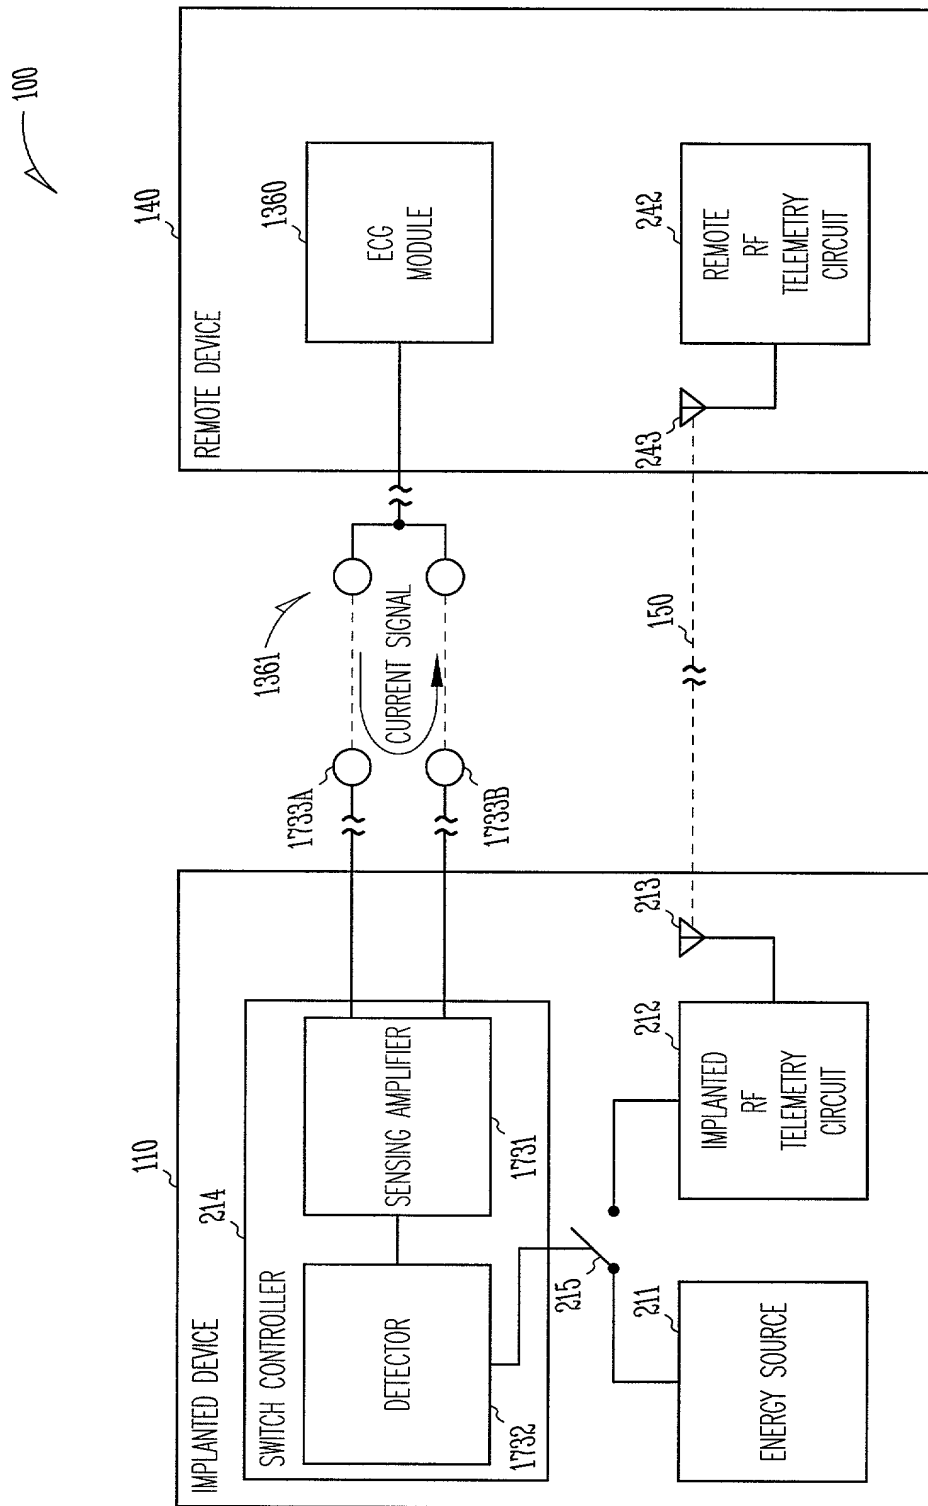 100
110
IMPLANTED DEVICE
214
SWITCH CONTROLLER
DETECTOR
1732
SENSING AMPLIFIER
1731
215
211
ENERGY SOURCE
212
IMPLANTED
RF
TELEMETRY
CIRCUIT
213
1733A
1733B
CURRENT SIGNAL
1361
150
140
REMOTE DEVICE
1360
ECG
MODULE
242
REMOTE
RF
TELEMETRY
CIRCUIT
243